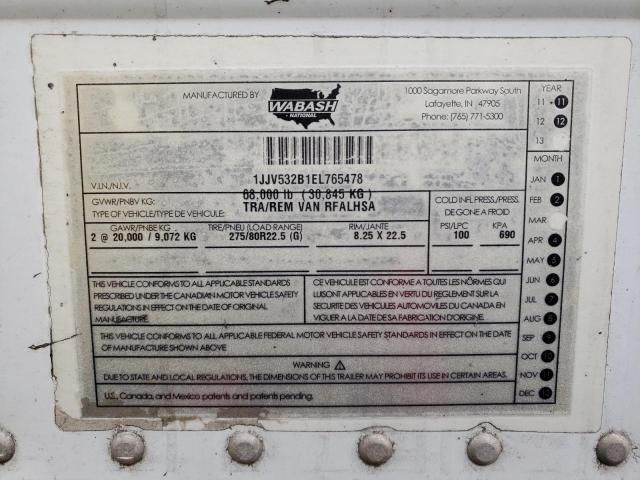 MANUFACTURED BY
WABASH
NATIONAL
1000 Sagamore Parkway South
Lafayette, IN 47905
Phone: (765) 771-5300
V.I.N./N.I.V.
1JJV532B1EL765478
GVWR/PNBV KG:
68,000 lb (30,845 KG)
TYPE OF VEHICLE/TYPE DE VEHICULE:
TRA/REM VAN RFALHSA
COLD INFL.PRESS./PRESS.
DE GONE A FROID
GAWR/PNBE KG
TIRE/PNEU (LOAD RANGE)
RIM/JANTE
PSI/LPC
KPA
2 @ 20,000 / 9,072 KG
275/80R22.5 (G)
8.25 X 22.5
100
690
THIS VEHICLE CONFORMS TO ALL APPLICABLE STANDARDS
PRESCRIBED UNDER THE CANADIAN MOTOR VEHICLE SAFETY
REGULATIONS IN EFFECT ON THE DATE OF ORIGINAL
MANUFACTURE.
CE VEHICULE EST CONFORME A TOUTES LES NÔRMES QUI
LUISONT APPLICABLES EN VERTU DU REGLEMENT SUR LA
SECURITE DES VEHICULES AUTOMOBILES DU CANADA EN
VIGUER A LA DATE DE SA FABRICATION D'ORIGINE.
THIS VEHICLE CONFORMS TO ALL APPLICABLE FEDERAL MOTOR VEHICLE SAFETY STANDARDS IN EFFECT ON THE DATE
OF MANUFACTURE SHOWN ABOVE
WARNING
DUE TO STATE AND LOCAL REGULATIONS, THE DIMENSIONS OF THIS TRAILER MAY PROHIBIT ITS USE IN CERTAIN AREAS.
U.S., Canada, and Mexico patents and patents pending.
YEAR
11 11
12 12
13
MONTH
JAN 1
FEB 2
MAR
APR 4
MAY 5
JUN 6
JUL 7
AUG 8
SEP 9
OCT 10
NOV 11
DEC 12